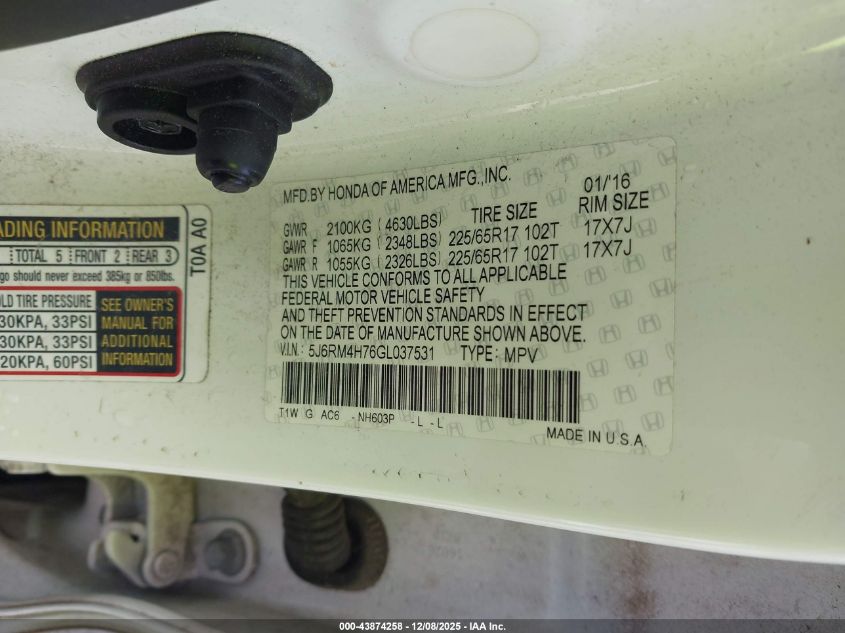 MFD.BY HONDA OF AMERICA MFG.,INC. 01/'16
TIRE SIZE RIM SIZE
GVWR 2100KG ( 4630LBS)
GAWR F 1065KG ( 2348LBS) 225/65R17 102T 17X7J
GAWR R 1055KG ( 2326LBS) 225/65R17 102T 17X7J
THIS VEHICLE CONFORMS TO ALL APPLICABLE
FEDERAL MOTOR VEHICLE SAFETY
AND THEFT PREVENTION STANDARDS IN EFFECT
ON THE DATE OF MANUFACTURE SHOWN ABOVE.
V.I.N: 5J6RM4H76GL037531 TYPE: MPV
T1W G AC6 -NH603P -L -L
MADE IN U.S.A.
ADING INFORMATION
TOTAL 5 FRONT 2 REAR 3
go should never exceed 385kg or 850lbs.
OLD TIRE PRESSURE
30KPA, 33PSI
30KPA, 33PSI
20KPA, 60PSI
SEE OWNER'S
MANUAL FOR
ADDITIONAL
INFORMATION
T0A A0
000-43874258 - 12/08/2025 - IAA Inc.